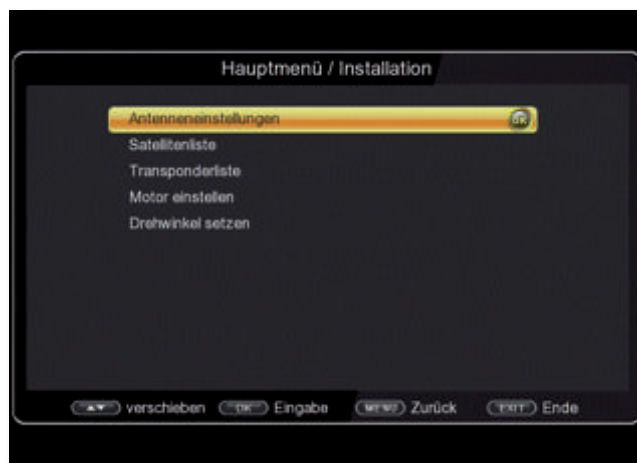 Hauptmenü / Installation
Antenneneinstellungen OK
Satellitenliste
Transponderliste
Motor einstellen
Drehwinkel setzen
verschieben OK Eingabe MENU Zurück EXIT Ende